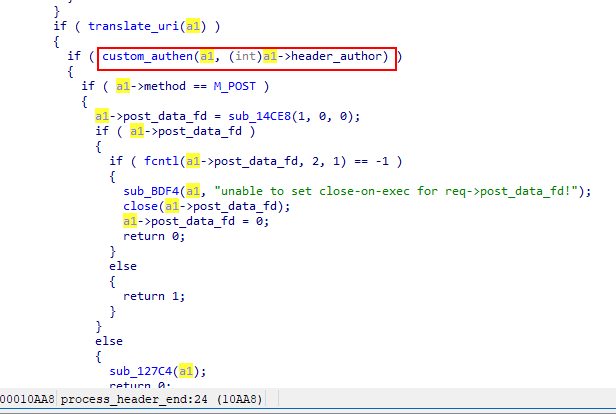 }
if ( translate_uri(a1) )
{
if ( custom_authen(a1, (int)a1->header_author) )
{
if ( a1->method == M_POST )
{
a1->post_data_fd = sub_14CE8(1, 0, 0);
if ( a1->post_data_fd )
{
if ( fcntl(a1->post_data_fd, 2, 1) == -1 )
{
sub_BDF4(a1, "unable to set close-on-exec for req->post_data_fd!");
close(a1->post_data_fd);
a1->post_data_fd = 0;
return 0;
}
else
{
return 1;
}
}
else
{
sub_127C4(a1);
return 0;
00010AA8 process_header_end:24 (10AA8)